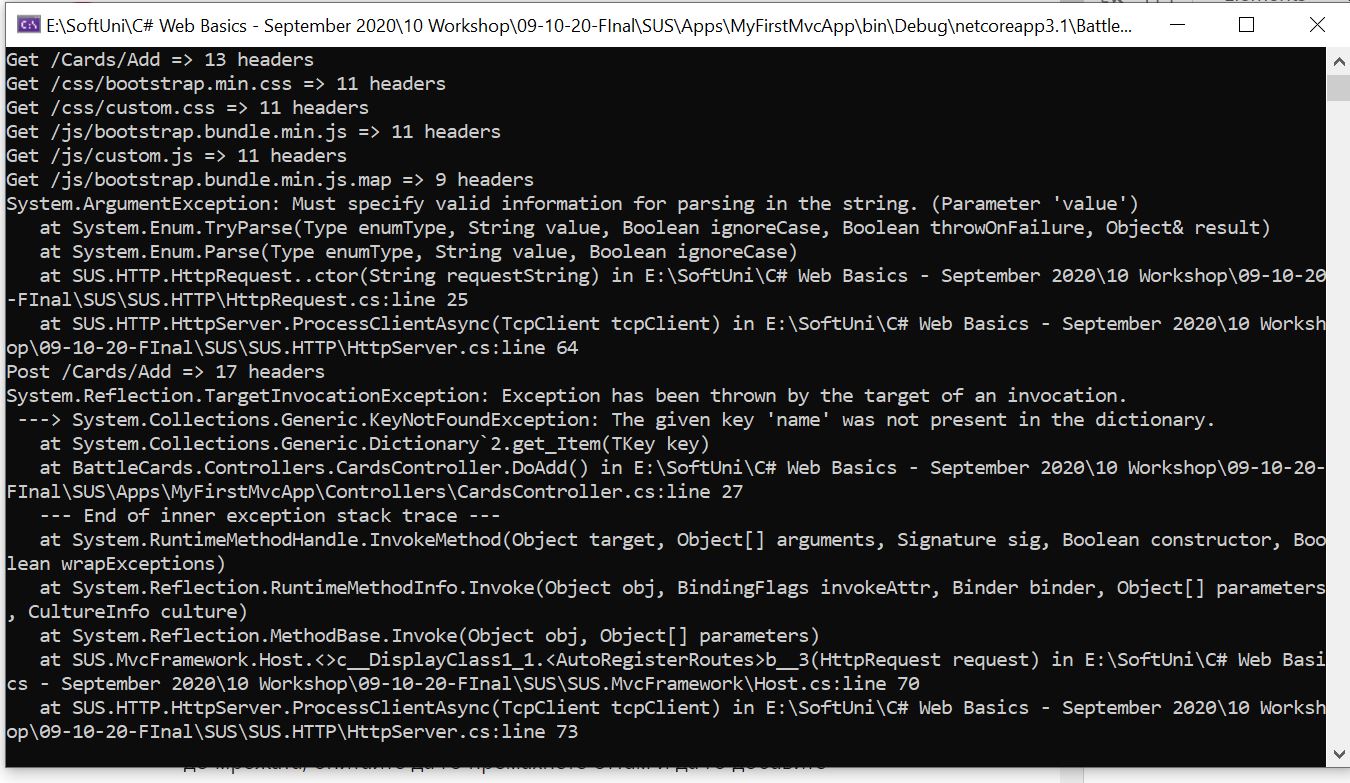 E:\SoftUni\C# Web Basics - September 2020\10 Workshop\09-10-20-FInal\SUS\Apps\MyFirstMvcApp\bin\Debug\netcoreapp3.1\Battle...
Get /Cards/Add => 13 headers
Get /css/bootstrap.min.css => 11 headers
Get /css/custom.css => 11 headers
Get /js/bootstrap.bundle.min.js => 11 headers
Get /js/custom.js => 11 headers
Get /js/bootstrap.bundle.min.js.map => 9 headers
System.ArgumentException: Must specify valid information for parsing in the string. (Parameter 'value')
   at System.Enum.TryParse(Type enumType, String value, Boolean ignoreCase, Boolean throwOnFailure, Object& result)
   at System.Enum.Parse(Type enumType, String value, Boolean ignoreCase)
   at SUS.HTTP.HttpRequest..ctor(String requestString) in E:\SoftUni\C# Web Basics - September 2020\10 Workshop\09-10-20
-FInal\SUS\SUS.HTTP\HttpRequest.cs:line 25
   at SUS.HTTP.HttpServer.ProcessClientAsync(TcpClient tcpClient) in E:\SoftUni\C# Web Basics - September 2020\10 Worksh
op\09-10-20-FInal\SUS\SUS.HTTP\HttpServer.cs:line 64
Post /Cards/Add => 17 headers
System.Reflection.TargetInvocationException: Exception has been thrown by the target of an invocation.
 ---> System.Collections.Generic.KeyNotFoundException: The given key 'name' was not present in the dictionary.
   at System.Collections.Generic.Dictionary`2.get_Item(TKey key)
   at BattleCards.Controllers.CardsController.DoAdd() in E:\SoftUni\C# Web Basics - September 2020\10 Workshop\09-10-20-
FInal\SUS\Apps\MyFirstMvcApp\Controllers\CardsController.cs:line 27
   --- End of inner exception stack trace ---
   at System.RuntimeMethodHandle.InvokeMethod(Object target, Object[] arguments, Signature sig, Boolean constructor, Boo
lean wrapExceptions)
   at System.Reflection.RuntimeMethodInfo.Invoke(Object obj, BindingFlags invokeAttr, Binder binder, Object[] parameters
, CultureInfo culture)
   at System.Reflection.MethodBase.Invoke(Object obj, Object[] parameters)
   at SUS.MvcFramework.Host.<>c__DisplayClass1_1.<AutoRegisterRoutes>b__3(HttpRequest request) in E:\SoftUni\C# Web Basi
cs - September 2020\10 Workshop\09-10-20-FInal\SUS\SUS.MvcFramework\Host.cs:line 70
   at SUS.HTTP.HttpServer.ProcessClientAsync(TcpClient tcpClient) in E:\SoftUni\C# Web Basics - September 2020\10 Worksh
op\09-10-20-FInal\SUS\SUS.HTTP\HttpServer.cs:line 73